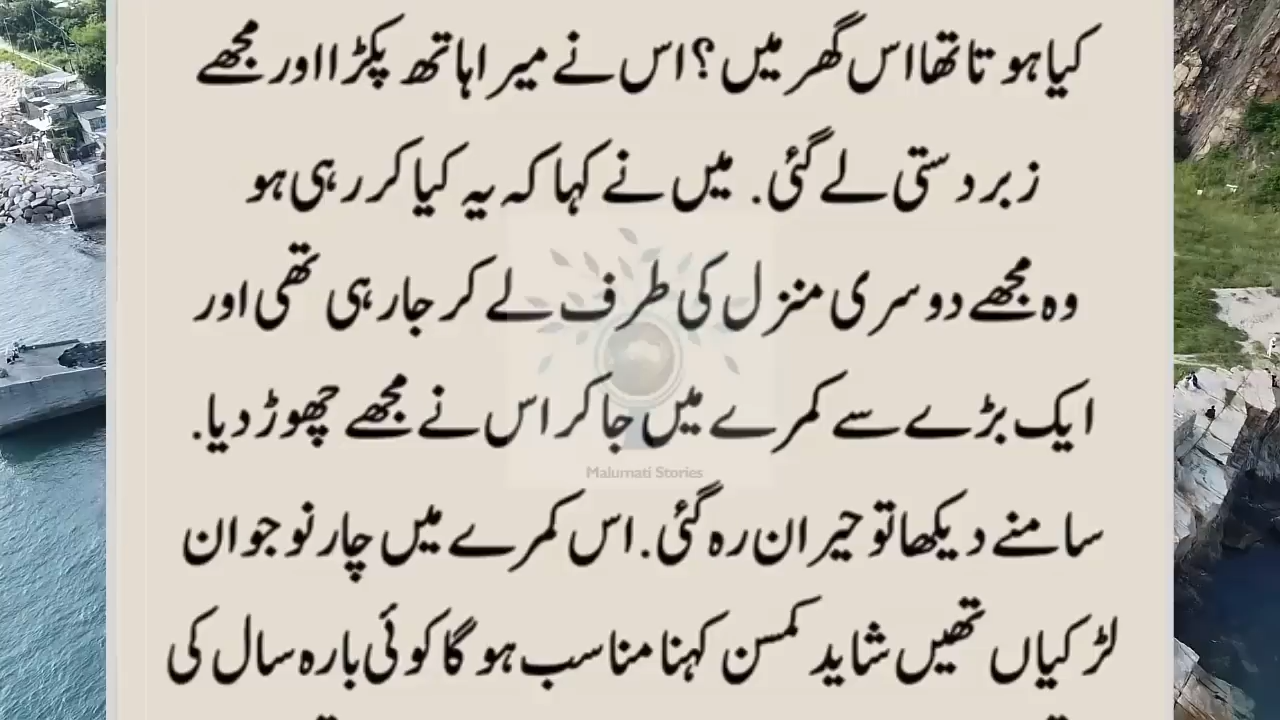 کیا ہوتا تھا اس گھر میں؟ اس نے میرا ہاتھ پکڑا اور مجھے
زبردستی لے گئی. میں نے کہا کہ یہ کیا کر رہی ہو
وہ مجھے دوسری منزل کی طرف لے کر جا رہی تھی اور
ایک بڑے سے کمرے میں جا کر اس نے مجھے چھوڑ دیا.
Malumati Stories
سامنے دیکھا تو حیران رہ گئی. اس کمرے میں چار نوجوان
لڑکیاں تھیں شاید کمسن کہنا مناسب ہو گا کوئی بارہ سال کی